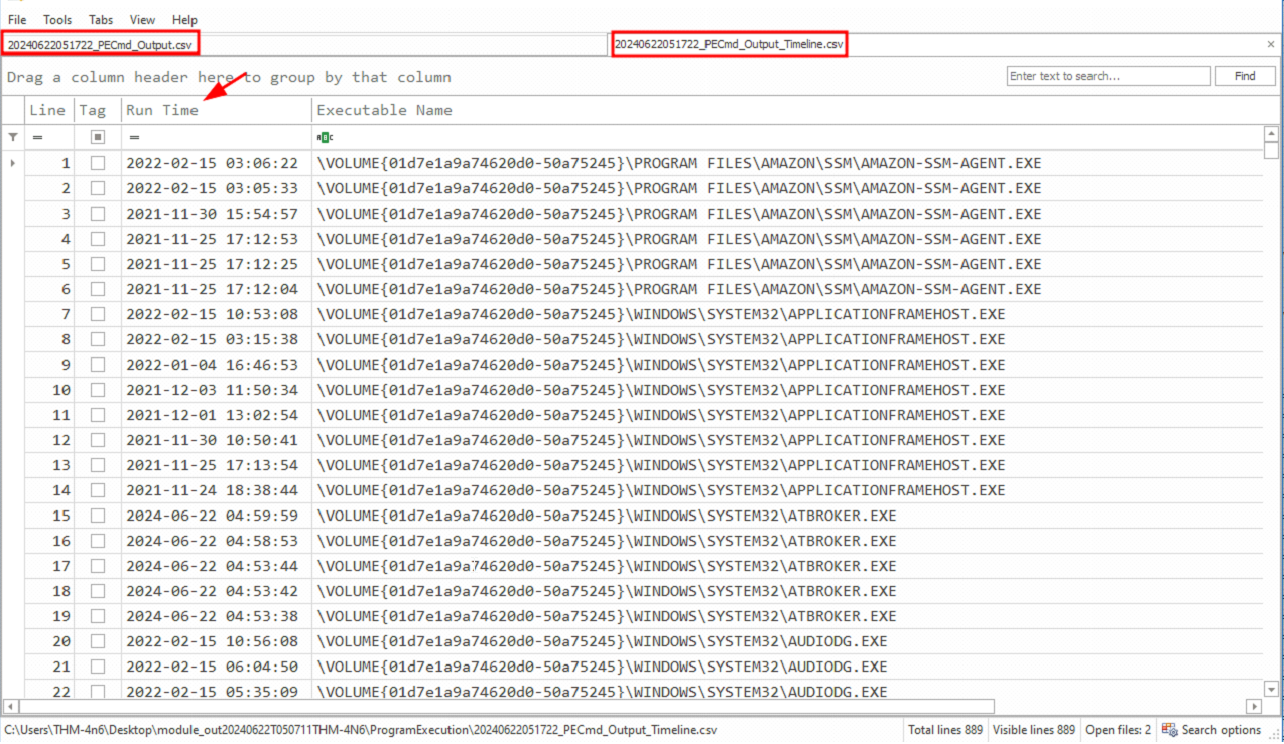 File Tools Tabs View Help
20240622051722_PECmd_Output.csv 20240622051722_PECmd_Output_Timeline.csv
Drag a column header here to group by that column Enter text to search... Find
Line Tag Run Time Executable Name
= =
1 2022-02-15 03:06:22 \VOLUME{01d7e1a9a74620d0-50a75245}\PROGRAM FILES\AMAZON\SSM\AMAZON-SSM-AGENT.EXE
2 2022-02-15 03:05:33 \VOLUME{01d7e1a9a74620d0-50a75245}\PROGRAM FILES\AMAZON\SSM\AMAZON-SSM-AGENT.EXE
3 2021-11-30 15:54:57 \VOLUME{01d7e1a9a74620d0-50a75245}\PROGRAM FILES\AMAZON\SSM\AMAZON-SSM-AGENT.EXE
4 2021-11-25 17:12:53 \VOLUME{01d7e1a9a74620d0-50a75245}\PROGRAM FILES\AMAZON\SSM\AMAZON-SSM-AGENT.EXE
5 2021-11-25 17:12:25 \VOLUME{01d7e1a9a74620d0-50a75245}\PROGRAM FILES\AMAZON\SSM\AMAZON-SSM-AGENT.EXE
6 2021-11-25 17:12:04 \VOLUME{01d7e1a9a74620d0-50a75245}\PROGRAM FILES\AMAZON\SSM\AMAZON-SSM-AGENT.EXE
7 2022-02-15 10:53:08 \VOLUME{01d7e1a9a74620d0-50a75245}\WINDOWS\SYSTEM32\APPLICATIONFRAMEHOST.EXE
8 2022-02-15 03:15:38 \VOLUME{01d7e1a9a74620d0-50a75245}\WINDOWS\SYSTEM32\APPLICATIONFRAMEHOST.EXE
9 2022-01-04 16:46:53 \VOLUME{01d7e1a9a74620d0-50a75245}\WINDOWS\SYSTEM32\APPLICATIONFRAMEHOST.EXE
10 2021-12-03 11:50:34 \VOLUME{01d7e1a9a74620d0-50a75245}\WINDOWS\SYSTEM32\APPLICATIONFRAMEHOST.EXE
11 2021-12-01 13:02:54 \VOLUME{01d7e1a9a74620d0-50a75245}\WINDOWS\SYSTEM32\APPLICATIONFRAMEHOST.EXE
12 2021-11-30 10:50:41 \VOLUME{01d7e1a9a74620d0-50a75245}\WINDOWS\SYSTEM32\APPLICATIONFRAMEHOST.EXE
13 2021-11-25 17:13:54 \VOLUME{01d7e1a9a74620d0-50a75245}\WINDOWS\SYSTEM32\APPLICATIONFRAMEHOST.EXE
14 2021-11-24 18:38:44 \VOLUME{01d7e1a9a74620d0-50a75245}\WINDOWS\SYSTEM32\APPLICATIONFRAMEHOST.EXE
15 2024-06-22 04:59:59 \VOLUME{01d7e1a9a74620d0-50a75245}\WINDOWS\SYSTEM32\ATBROKER.EXE
16 2024-06-22 04:58:53 \VOLUME{01d7e1a9a74620d0-50a75245}\WINDOWS\SYSTEM32\ATBROKER.EXE
17 2024-06-22 04:53:44 \VOLUME{01d7e1a9a74620d0-50a75245}\WINDOWS\SYSTEM32\ATBROKER.EXE
18 2024-06-22 04:53:42 \VOLUME{01d7e1a9a74620d0-50a75245}\WINDOWS\SYSTEM32\ATBROKER.EXE
19 2024-06-22 04:53:38 \VOLUME{01d7e1a9a74620d0-50a75245}\WINDOWS\SYSTEM32\ATBROKER.EXE
20 2022-02-15 10:56:08 \VOLUME{01d7e1a9a74620d0-50a75245}\WINDOWS\SYSTEM32\AUDIODG.EXE
21 2022-02-15 06:04:50 \VOLUME{01d7e1a9a74620d0-50a75245}\WINDOWS\SYSTEM32\AUDIODG.EXE
22 2022-02-15 05:35:09 \VOLUME{01d7e1a9a74620d0-50a75245}\WINDOWS\SYSTEM32\AUDIODG.EXE
C:\Users\THM-4n6\Desktop\module_out20240622T050711THM-4N6\ProgramExecution\20240622051722_PECmd_Output_Timeline.csv Total lines 889 Visible lines 889 Open files: 2 Search options